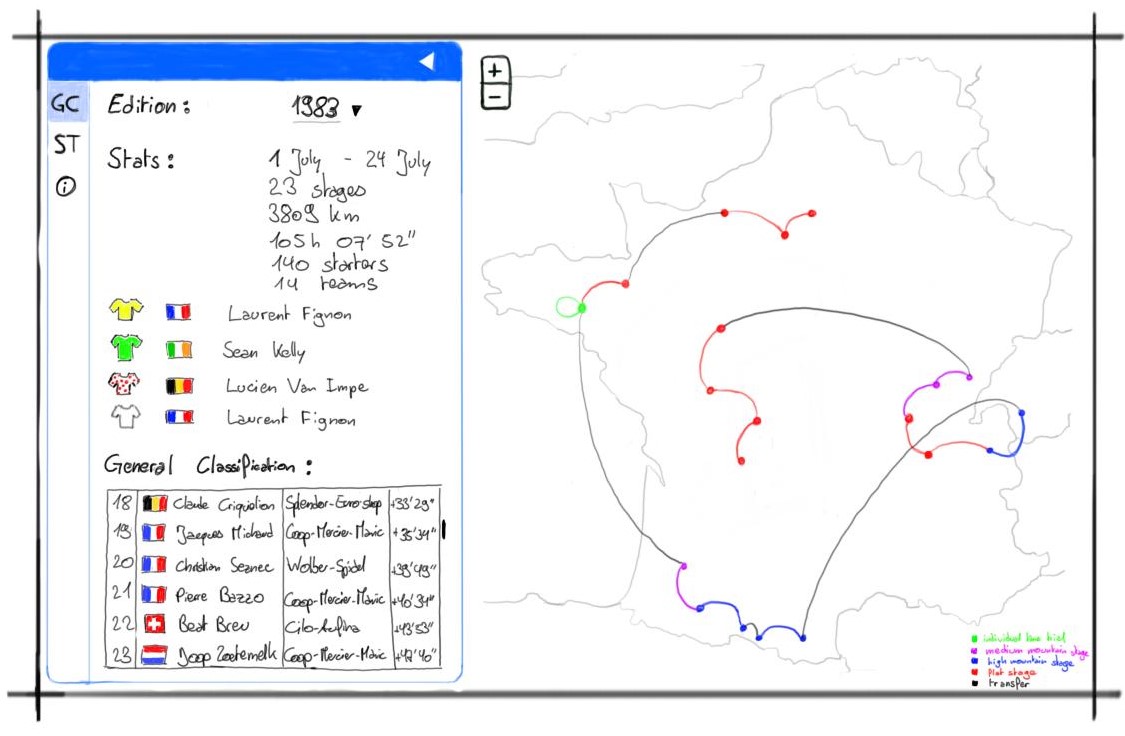 GC
ST
i
Edition: 1983 ▼
Stats: 1 July - 24 July
23 stages
3809 km
105h 07' 52"
140 starters
14 teams
Laurent Fignon
Sean Kelly
Lucien Van Impe
Laurent Fignon
General Classification:
18 Claude Criquielion Splendor-Euro shop +33'29"
19 Jacques Michaud Coop-Mercier-Mavic +35'34"
20 Christian Seznec Wolber-Spidel +39'49"
21 Pierre Bazzo Coop-Mercier-Mavic +40'34"
22 Beat Breu Cilo-Aufina
23 Joop Zoetemelk Coop-Mercier-Mavic
+
-
individual time trial
medium mountain stage
high mountain stage
flat stage
transfer